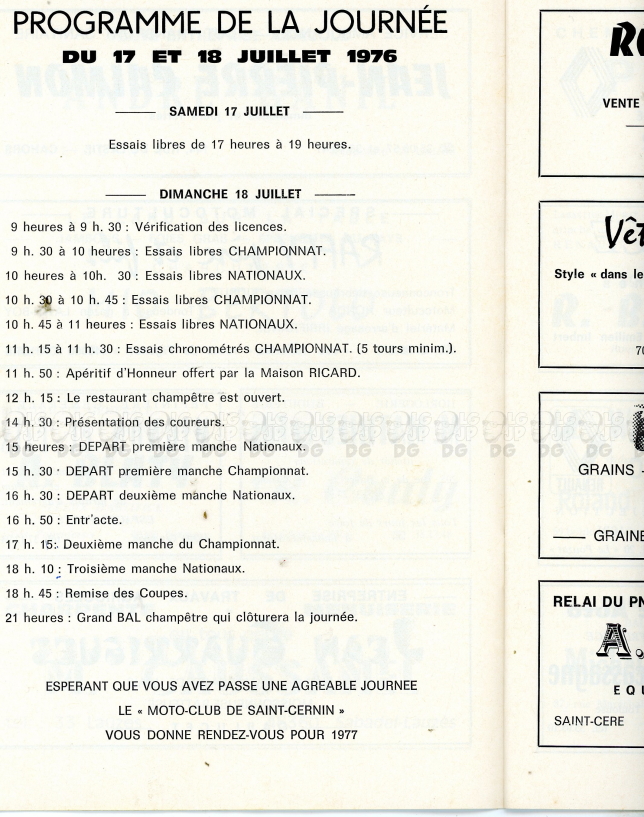 PROGRAMME DE LA JOURNÉE
DU 17 ET 18 JUILLET 1976
SAMEDI 17 JUILLET
Essais libres de 17 heures à 19 heures.
DIMANCHE 18 JUILLET
9 heures à 9 h. 30 : Vérification des licences.
9 h. 30 à 10 heures : Essais libres CHAMPIONNAT.
10 heures à 10h. 30 : Essais libres NATIONAUX.
10 h. 30 à 10 h. 45 : Essais libres CHAMPIONNAT.
10 h. 45 à 11 heures : Essais libres NATIONAUX.
11 h. 15 à 11 h. 30 : Essais chronométrés CHAMPIONNAT. (5 tours minim.).
11 h. 50 : Apéritif d'Honneur offert par la Maison RICARD.
12 h. 15 : Le restaurant champêtre est ouvert.
14 h. 30 : Présentation des coureurs.
15 heures : DEPART première manche Nationaux.
15 h. 30 : DEPART première manche Championnat.
16 h. 30 : DEPART deuxième manche Nationaux.
16 h. 50 : Entr'acte.
17 h. 15 : Deuxième manche du Championnat.
18 h. 10 : Troisième manche Nationaux.
18 h. 45 : Remise des Coupes.
21 heures : Grand BAL champêtre qui clôturera la journée.
ESPERANT QUE VOUS AVEZ PASSE UNE AGREABLE JOURNEE
LE « MOTO-CLUB DE SAINT-CERNIN »
VOUS DONNE RENDEZ-VOUS POUR 1977
VENTE
Style « dans le
GRAINS -
GRAINE
RELAI DU PN
A.
EQU
SAINT-CERE